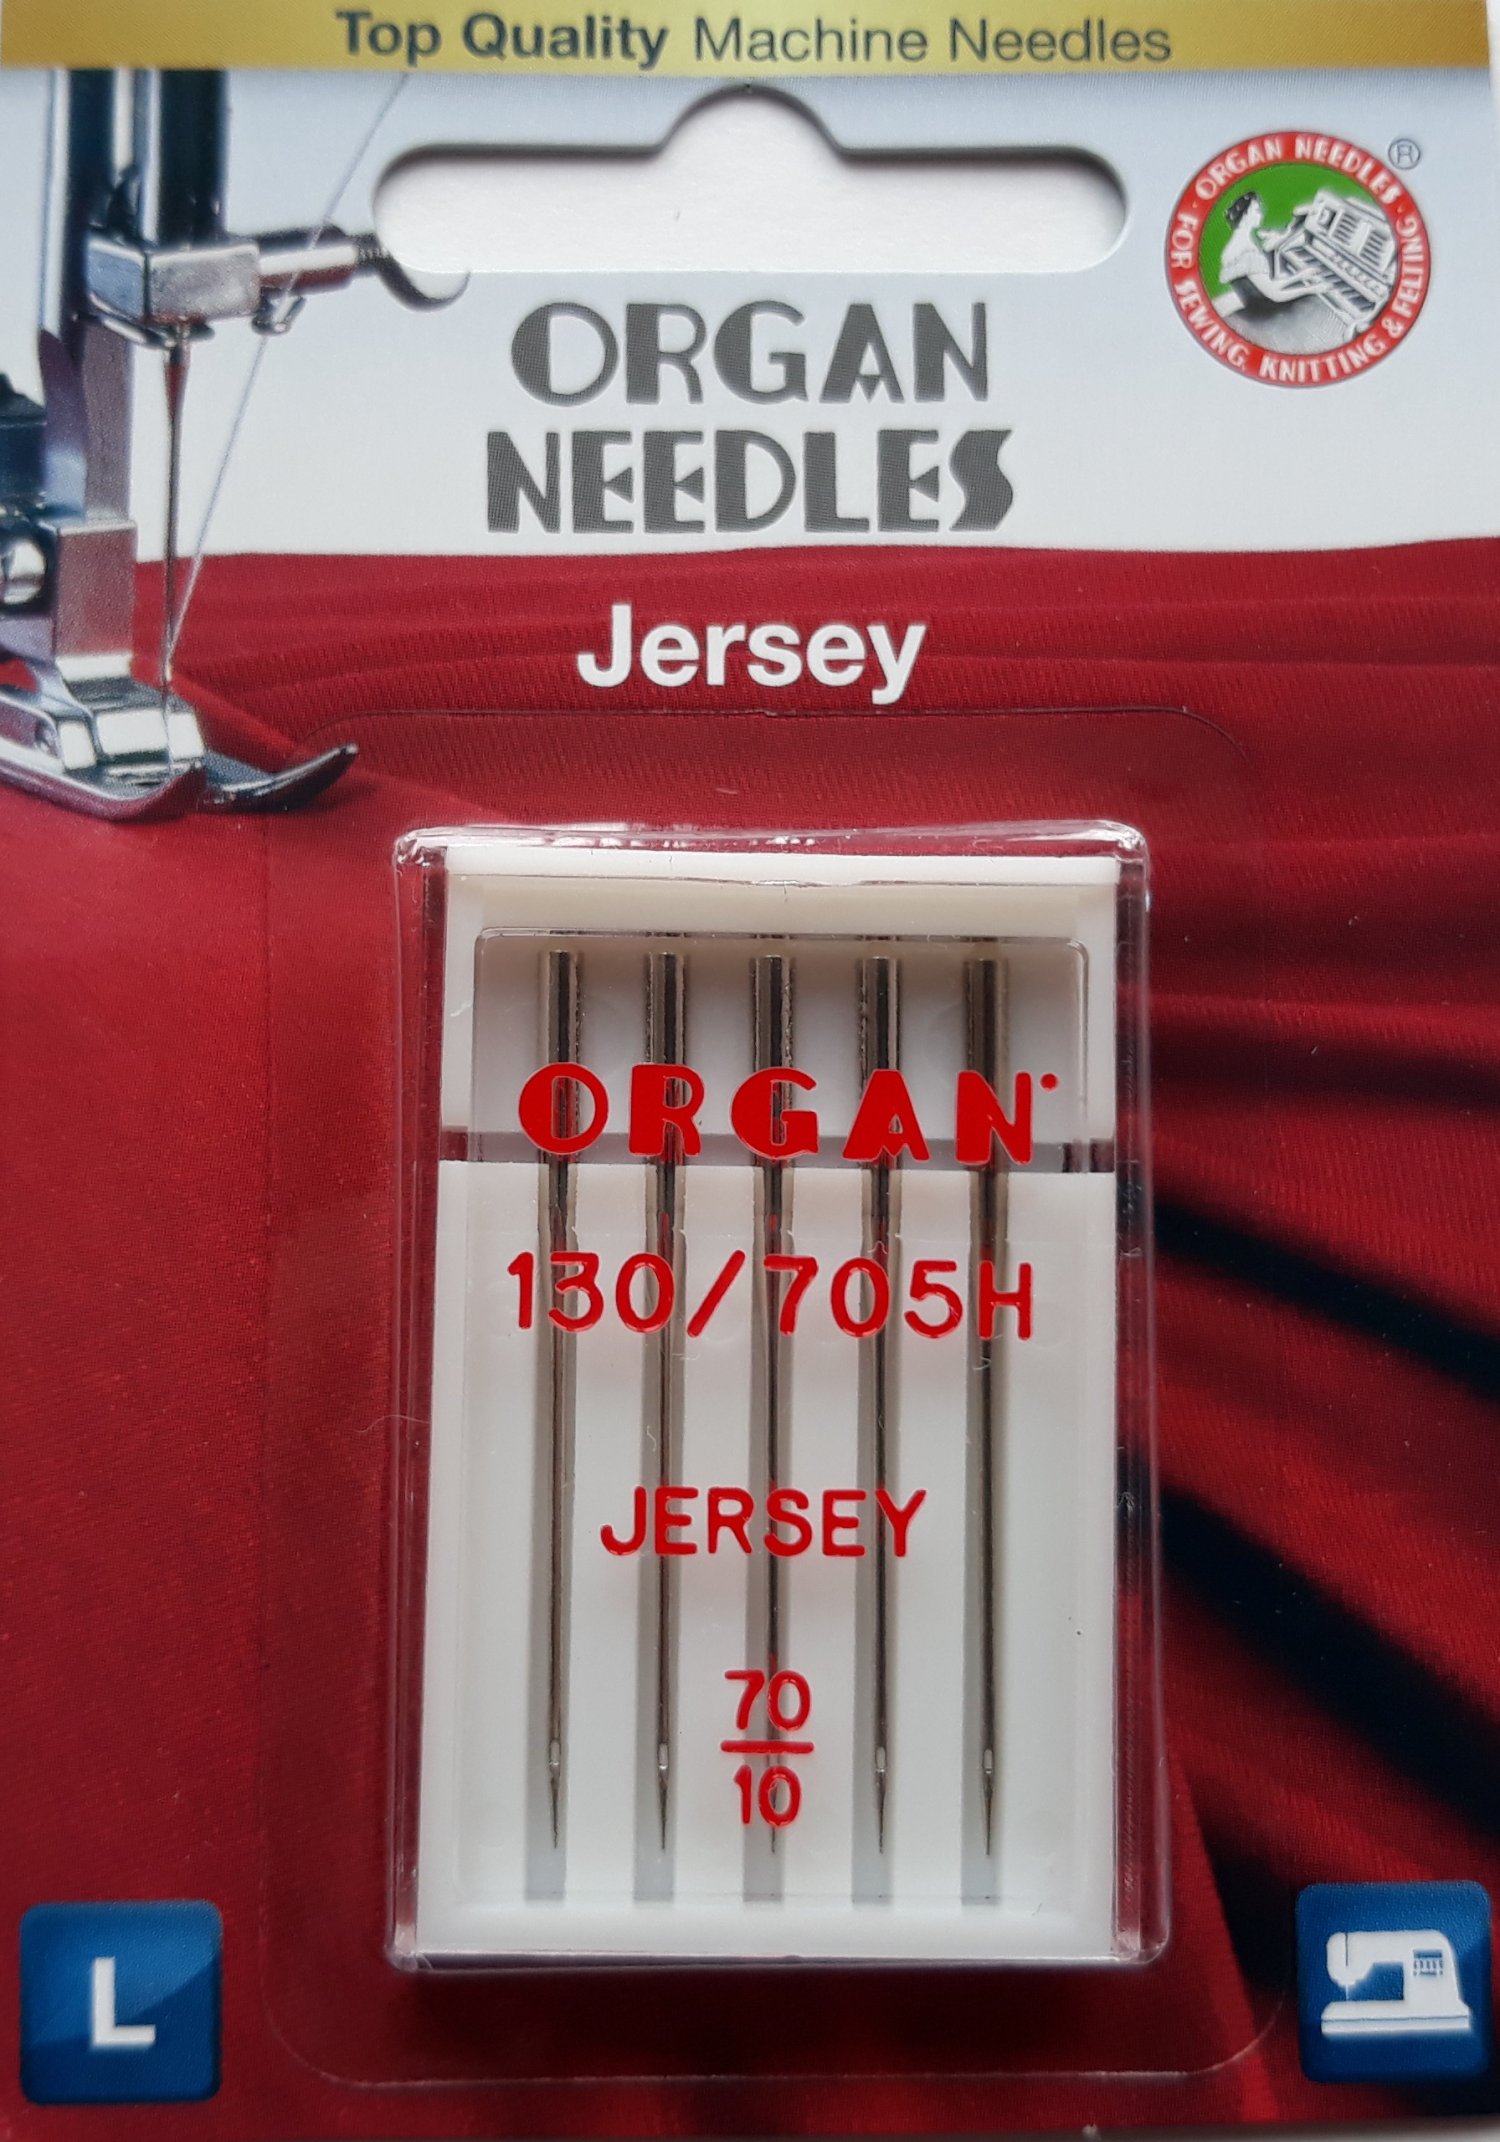 Top Quality Machine Needles
ORGAN NEEDLES ®
FOR SEWING, KNITTING & FELTING
ORGAN
NEEDLES
Jersey
ORGAN
130/705H
JERSEY
70
10
L